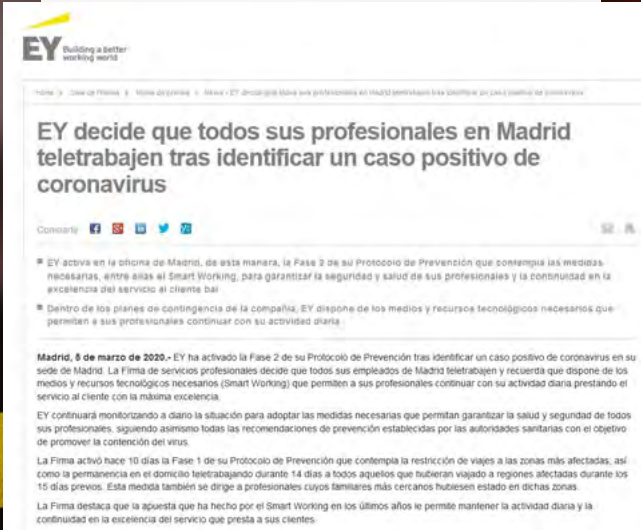 EY
Building a better
working world
EY decide que todos sus profesionales en Madrid
teletrabajen tras identificar un caso positivo de
coronavirus
Compartir
EY activa en la oficina de Madrid, de esta manera, la Fase 2 de su Protocolo de Prevención que contempla las medidas
necesarias, entre ellas el Smart Working, para garantizar la seguridad y salud de sus profesionales y la continuidad en la
excelencia del servicio al cliente bal
Dentro de los planes de contingencia de la compañía, EY dispone de los medios y recursos tecnológicos necesarios que
permiten a sus profesionales continuar con su actividad diaria
Madrid, 5 de marzo de 2020.- EY ha activado la Fase 2 de su Protocolo de Prevención tras identificar un caso positivo de coronavirus en su
sede de Madrid. La Firma de servicios profesionales decide que todos sus empleados de Madrid teletrabajen y recuerda que dispone de los
medios y recursos tecnológicos necesarios (Smart Working) que permiten a sus profesionales continuar con su actividad diaria prestando el
servicio al cliente con la máxima excelencia.
EY continuará monitorizando a diario la situación para adoptar las medidas necesarias que permitan garantizar la salud y seguridad de todos
sus profesionales, siguiendo asimismo todas las recomendaciones de prevención establecidas por las autoridades sanitarias con el objetivo
de promover la contención del virus.
La Firma activó hace 10 días la Fase 1 de su Protocolo de Prevención que contempla la restricción de viajes a las zonas más afectadas, así
como la permanencia en el domicilio teletrabajando durante 14 días a todos aquellos que hubieran viajado a regiones afectadas durante los
15 días previos. Esta medida también se dirige a profesionales cuyos familiares más cercanos hubiesen estado en dichas zonas.
La Firma destaca que la apuesta que ha hecho por el Smart Working en los últimos años le permite mantener la actividad diaria y la
continuidad en la excelencia del servicio que presta a sus clientes